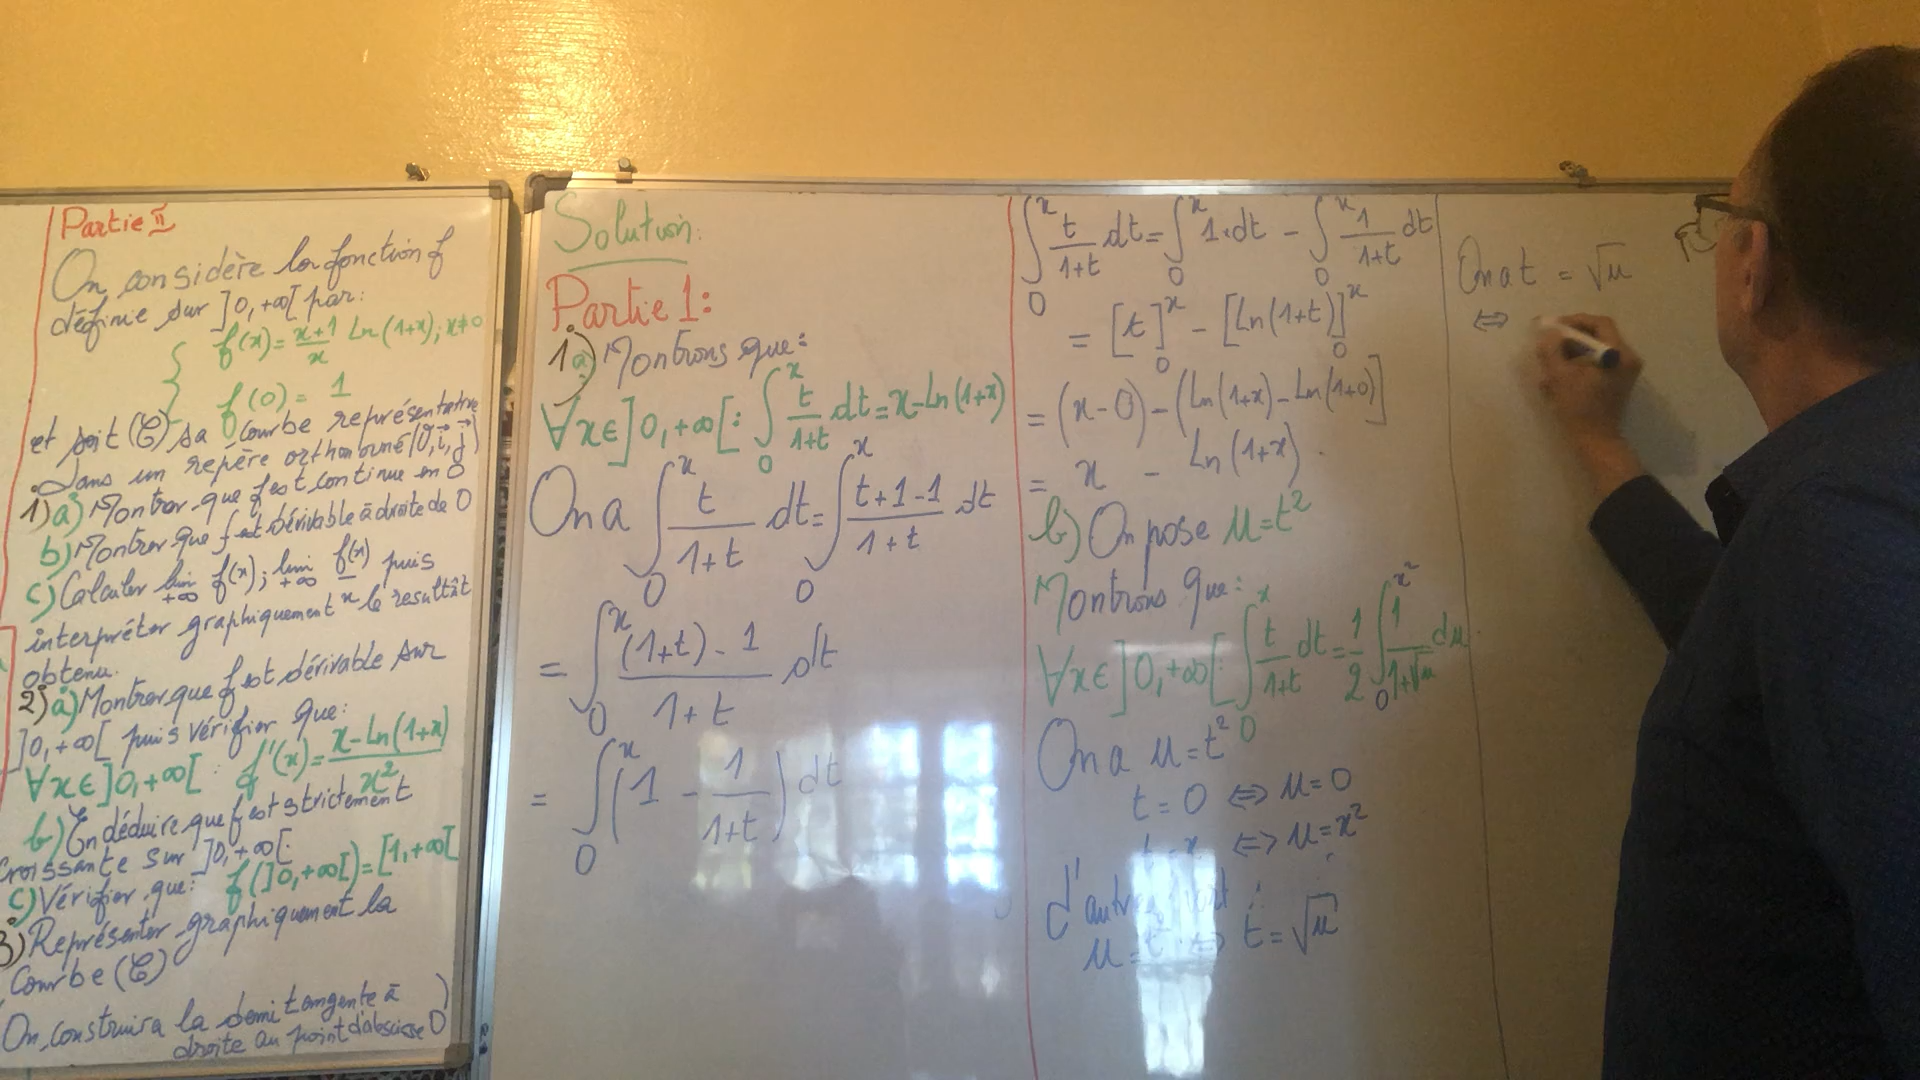 Partie II
On considère la fonction f
définie sur ]0,+∞[ par:
f(x) = x+1/x Ln(1+x); x≠0
f(0) = 1
et soit (C) sa courbe représentative
dans un repère orthonormé (O,i,j)
1) a) Montrer que f est continue en 0
b) Montrer que f est dérivable à droite de 0
c) Calculer lim +∞ f(x); lim +∞ f(x)/x puis
interpréter graphiquement le resultât
obtenu.
2) a) Montrer que f est dérivable sur
]0,+∞[ puis vérifier que:
∀x∈]0,+∞[ : f'(x) = x-Ln(1+x)/x²
b) En déduire que f est strictement
croissante sur ]0,+∞[.
c) Vérifier que: f(]0,+∞[) = [1,+∞[
3) Représenter graphiquement la
Courbe (C)
(On construira la demi tangente à
droite au point d'abscisse 0)
Solution:
Partie 1:
1) a) Montrons que:
∀x∈]0,+∞[ : ∫₀ˣ t/1+t dt = x-Ln(1+x)
On a ∫₀ˣ t/1+t dt = ∫₀ˣ t+1-1/1+t dt
= ∫₀ˣ (1+t)-1/1+t dt
= ∫₀ˣ (1 - 1/1+t) dt
∫₀ˣ t/1+t dt = ∫₀ˣ 1.dt - ∫₀ˣ 1/1+t dt
= [t]₀ˣ - [Ln(1+t)]₀ˣ
= (x-0) - (Ln(1+x) - Ln(1+0)]
= x - Ln(1+x).
b) On pose u=t²
Montrons que:
∀x∈]0,+∞[ : ∫₀ˣ t/1+t dt = 1/2 ∫₀^x² 1/1+√u du.
On a u=t²
t=0 ⇔ u=0
t=x ⇔ u=x²
d'autre part :
u=t² ⇔ t=√u
On a t = √u
⇔